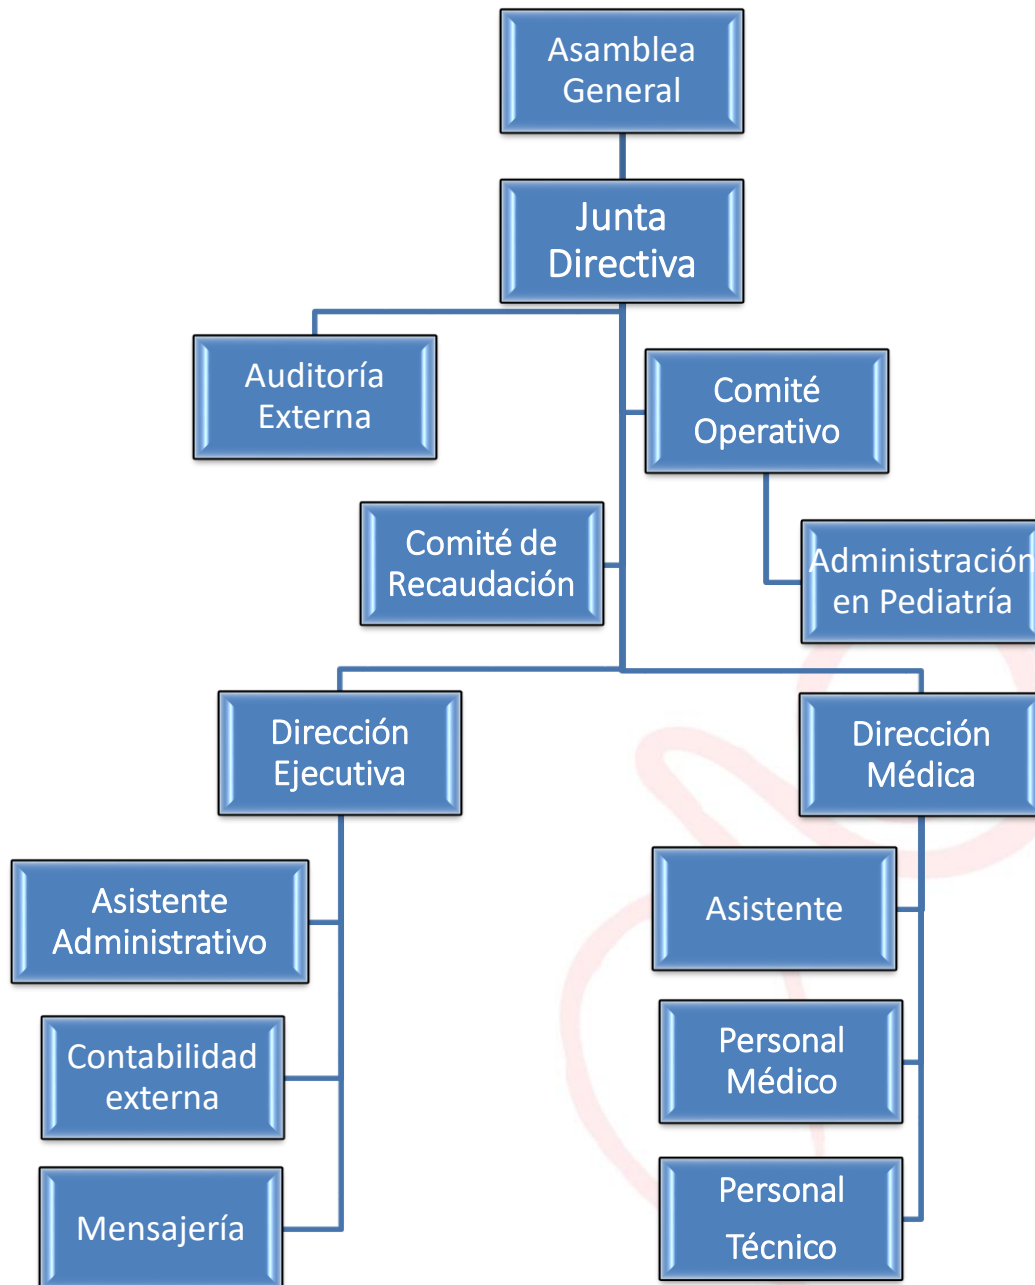 Asamblea
General
Junta
Directiva
Auditoría
Externa
Comité
Operativo
Comité de
Recaudación
Administración
en Pediatría
Dirección
Ejecutiva
Dirección
Médica
Asistente
Administrativo
Asistente
Contabilidad
externa
Personal
Médico
Mensajería
Personal
Técnico